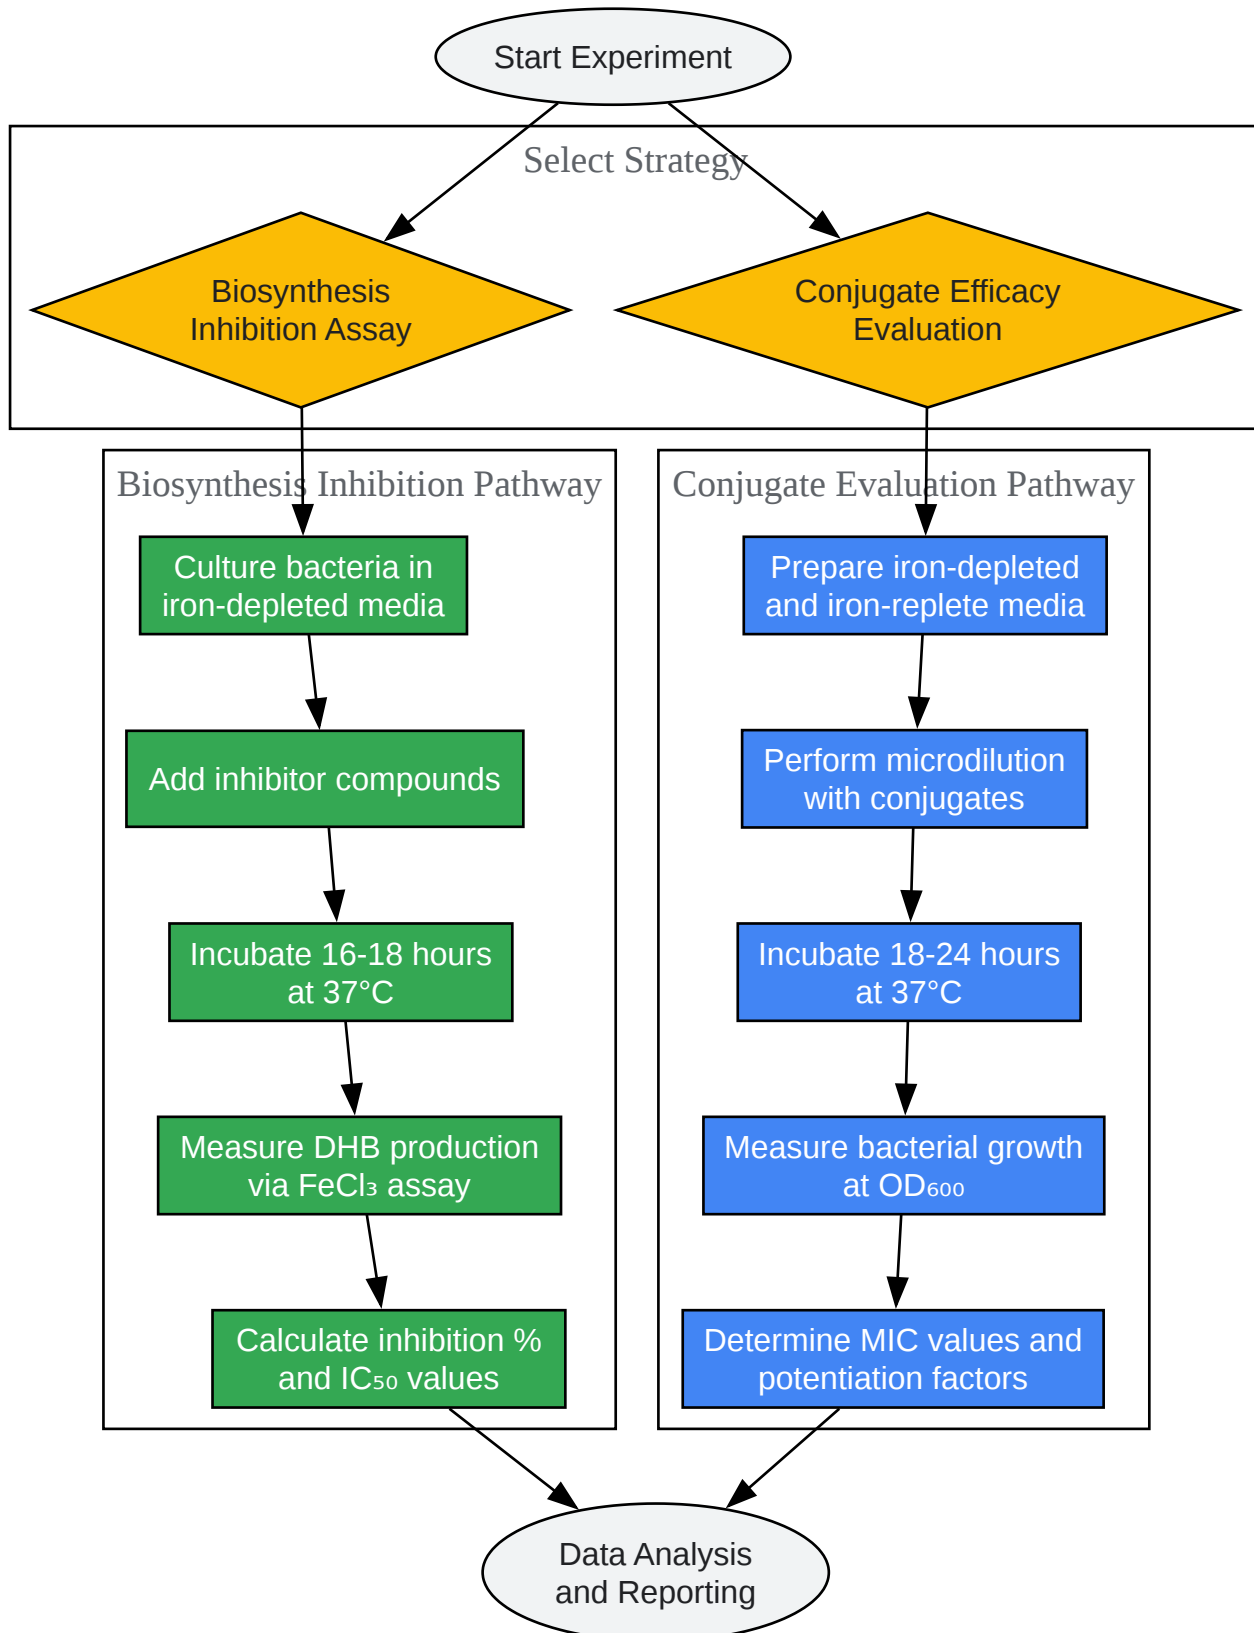 Start Experiment
Select Strategy
Biosynthesis
Inhibition Assay
Conjugate Efficacy
Evaluation
Biosynthesis Inhibition Pathway
Culture bacteria in
iron-depleted media
Add inhibitor compounds
Incubate 16-18 hours
at 37°C
Measure DHB production
via FeCl₃ assay
Calculate inhibition %
and IC₅₀ values
Conjugate Evaluation Pathway
Prepare iron-depleted
and iron-replete media
Perform microdilution
with conjugates
Incubate 18-24 hours
at 37°C
Measure bacterial growth
at OD₆₀₀
Determine MIC values and
potentiation factors
Data Analysis
and Reporting